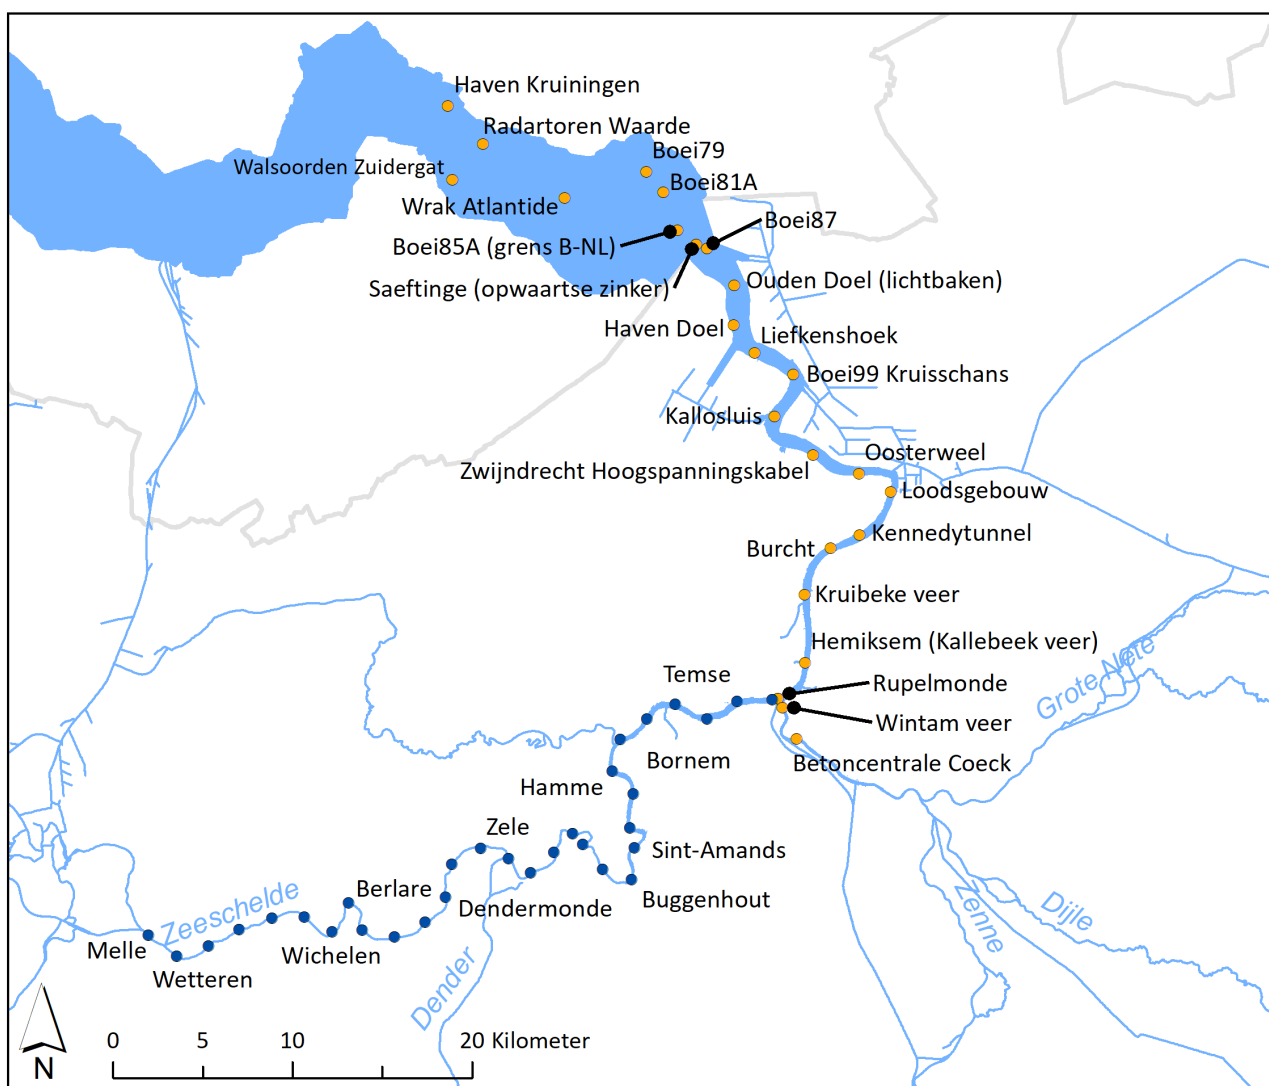 Haven Kruiningen
Radartoren Waarde
Boei79
Walsoorden Zuidergat
Boei81A
Wrak Atlantide
Boei87
Boei85A (grens B-NL)
Ouden Doel (lichtbaken)
Saeftinge (opwaartse zinker)
Haven Doel
Liefkenshoek
Boei99 Kruisschans
Kallosluis
Oosterweel
Zwijndrecht Hoogspanningskabel
Loodsgebouw
Kennedytunnel
Burcht
Kruibeke veer
Hemiksem (Kallebeek veer)
Grote Nete
Temse
Rupelmonde
Wintam veer
Bornem
Betoncentrale Coeck
Hamme
Zele
Sint-Amands
Berlare
Buggenhout
Dendermonde
Zeeschelde
Zenne
Dijle
Melle
Wichelen
Wetteren
Dender
N
0 5 10 20 Kilometer